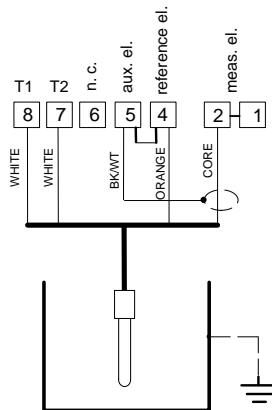 T1
T2
n. c.
aux. el.
reference el.
meas. el.
8
7
6
5
4
2
1
WHITE
WHITE
BK/WT
ORANGE
CORE